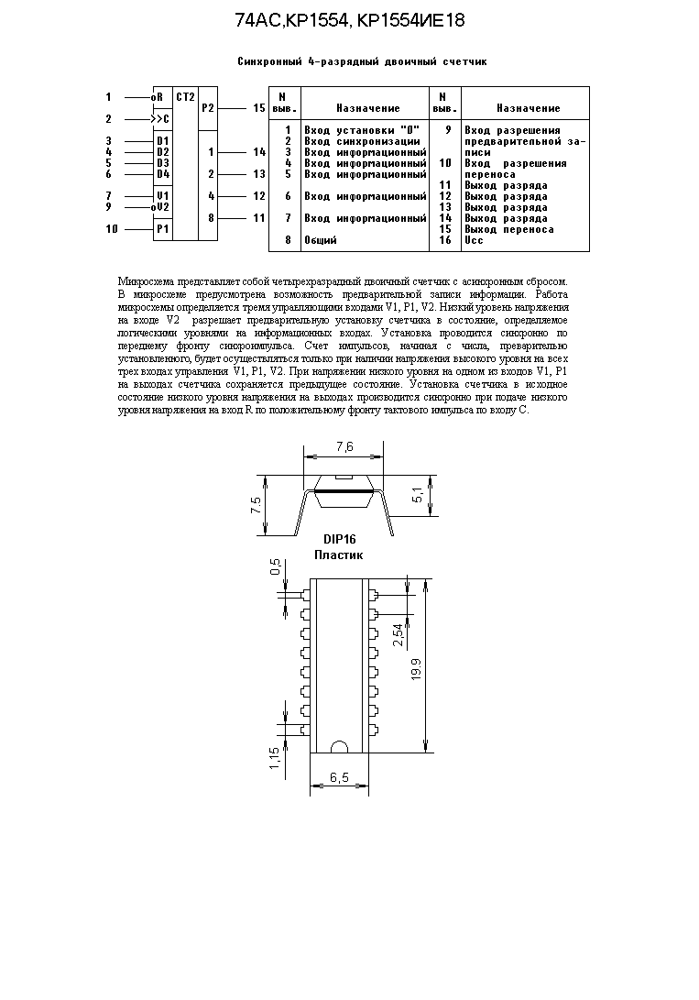 74AC,КР1554, КР1554ИЕ18
Синхронный 4-разрядный двоичный счетчик
1 R CT2 P2 15
2 >>C
3 D1
4 D2 1 14
5 D3
6 D4 2 13
7 V1 4 12
9 V2
8 11
10 P1
N выв. Назначение N выв. Назначение
1 Вход установки "0" 9 Вход разрешения
2 Вход синхронизации предварительной за-
3 Вход информационный писи
4 Вход информационный 10 Вход разрешения
5 Вход информационный переноса
11 Выход разряда
6 Вход информационный 12 Выход разряда
13 Выход разряда
7 Вход информационный 14 Выход разряда
15 Выход переноса
8 Общий 16 Ucc
Микросхема представляет собой четырехразрадный двоичный счетчик с асинхронным сбросом.
В микросхеме предусмотрена возможность предварительной записи информации. Работа
микросхемы определяется тремя управляющими входами V1, P1, V2. Низкий уровень напряжения
на входе V2 разрешает предварительную установку счетчика в состояние, определяемое
логическими уровнями на информационных входах. Установка проводится синхронно по
переднему фронту синхроимпульса. Счет импульсов, начиная с числа, преварительно
установленного, будет осуществляться только при наличии напряжения высокого уровня на всех
трех входах управления V1, P1, V2. При напряжении низкого уровня на одном из входов V1, P1
на выходах счетчика сохраняется предыдущее состояние. Установка счетчика в исходное
состояние низкого уровня напряжения на выходах производится синхронно при подаче низкого
уровня напряжения на вход R по положительному фронту тактового импульса по входу C.
7,6
7.5
5,1
DIP16
Пластик
0,5
2,54
19.9
1,15
6,5